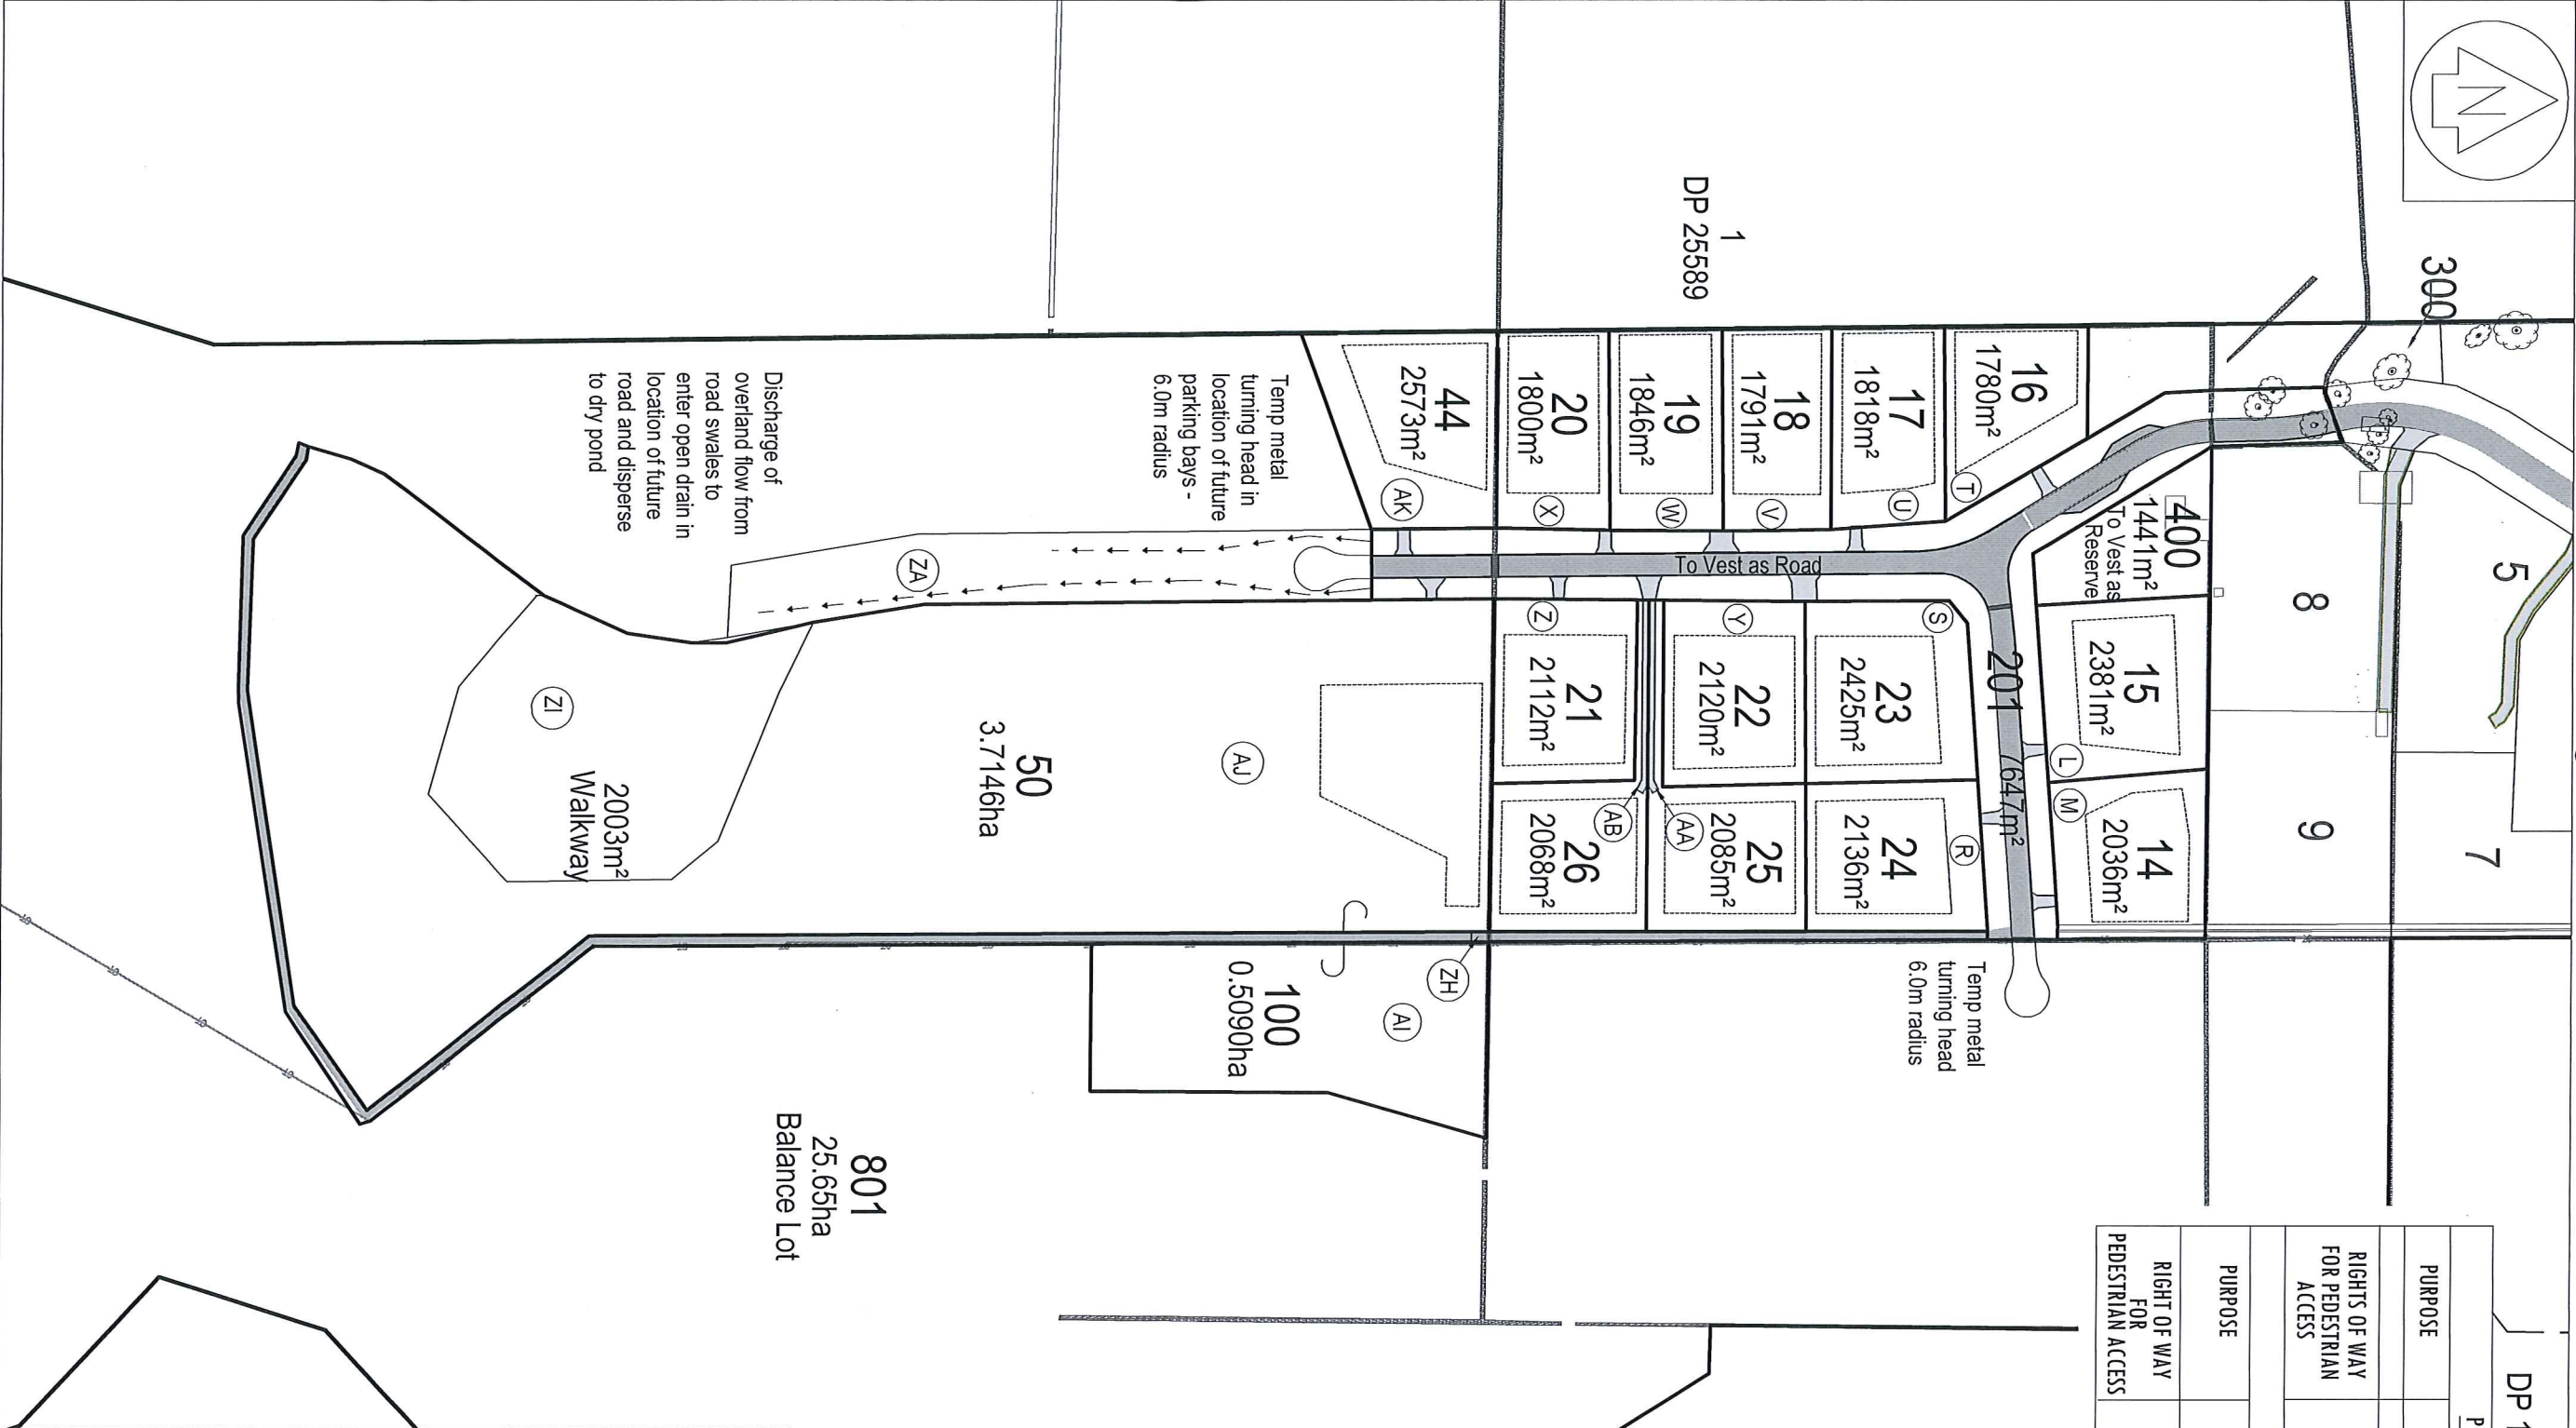 N
DP 1
P
PURPOSE
RIGHTS OF WAY
FOR PEDESTRIAN
ACCESS
PURPOSE
RIGHT OF WAY
FOR
PEDESTRIAN ACCESS
300
5
7
8
9
1
DP 25589
400
1441m²
To Vest as
Reserve
15
2381m²
L
14
2036m²
M
16
1780m²
T
17
1818m²
U
18
1791m²
V
19
1846m²
W
20
1800m²
X
44
2573m²
AK
201
7647m²
To Vest as Road
S
23
2425m²
R
24
2136m²
Y
22
2120m²
25
2085m²
AA
AB
Z
21
2112m²
26
2068m²
Temp metal
turning head
6.0m radius
Temp metal
turning head in
location of future
parking bays -
6.0m radius
ZH
AI
100
0.5090ha
AJ
50
3.7146ha
ZA
Discharge of
overland flow from
road swales to
enter open drain in
location of future
road and disperse
to dry pond
801
25.65ha
Balance Lot
2003m²
Walkway
ZI